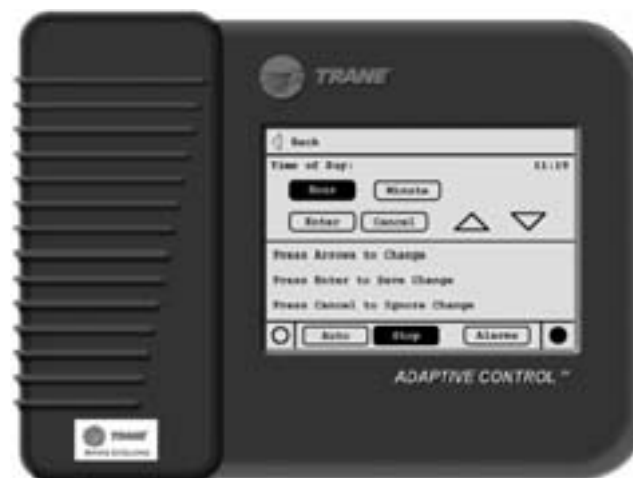 TRANE
Back
Time of Day: 11:19
Hour Minute
Enter Cancel
Press Arrows to Change
Press Enter to Save Change
Press Cancel to Ignore Change
Auto Stop Alarms
ADAPTIVE CONTROL™
TRANE